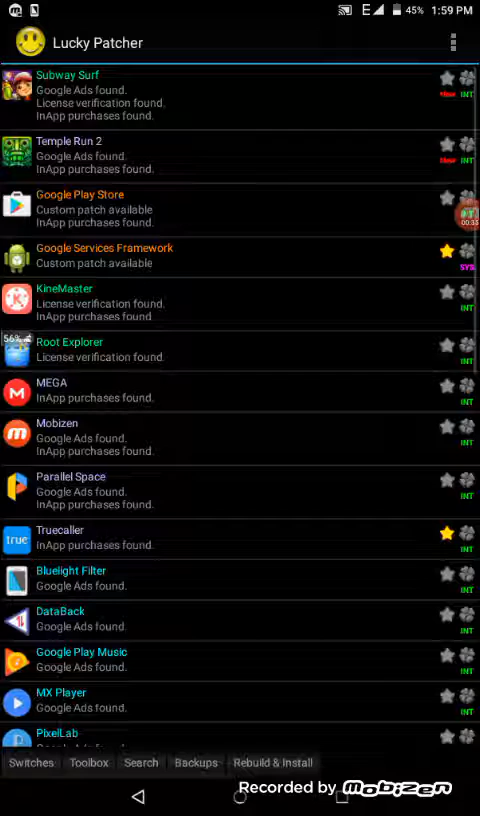 E
45%
1:59 PM
Lucky Patcher
Subway Surf
Google Ads found.
License verification found.
InApp purchases found.
New
INT
Temple Run 2
Google Ads found.
InApp purchases found.
New
INT
Google Play Store
Custom patch available
InApp purchases found.
00:33
Google Services Framework
Custom patch available
SYS
KineMaster
License verification found.
InApp purchases found
INT
56%
Root Explorer
License verification found.
INT
MEGA
InApp purchases found.
INT
Mobizen
Google Ads found.
InApp purchases found.
INT
Parallel Space
Google Ads found.
InApp purchases found.
INT
true
Truecaller
InApp purchases found.
INT
Bluelight Filter
Google Ads found.
INT
DataBack
Google Ads found.
INT
Google Play Music
Google Ads found.
INT
MX Player
Google Ads found.
INT
PixelLab
Google Ads found.
Switches
Toolbox
Search
Backups
Rebuild & Install
Recorded by Mobizen